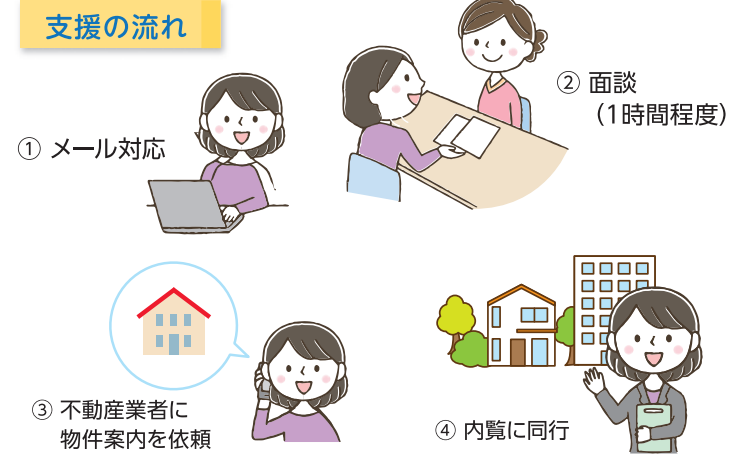 支援の流れ
① メール対応
② 面談
（1時間程度）
③ 不動産業者に
物件案内を依頼
④ 内覧に同行